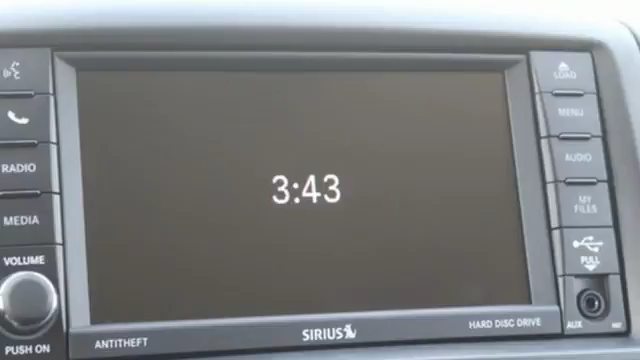 LOAD
MENU
RADIO
AUDIO
3:43
MY
FILES
MEDIA
VOLUME
PULL
PUSH ON
ANTITHEFT
SIRIUS
HARD DISC DRIVE
AUX